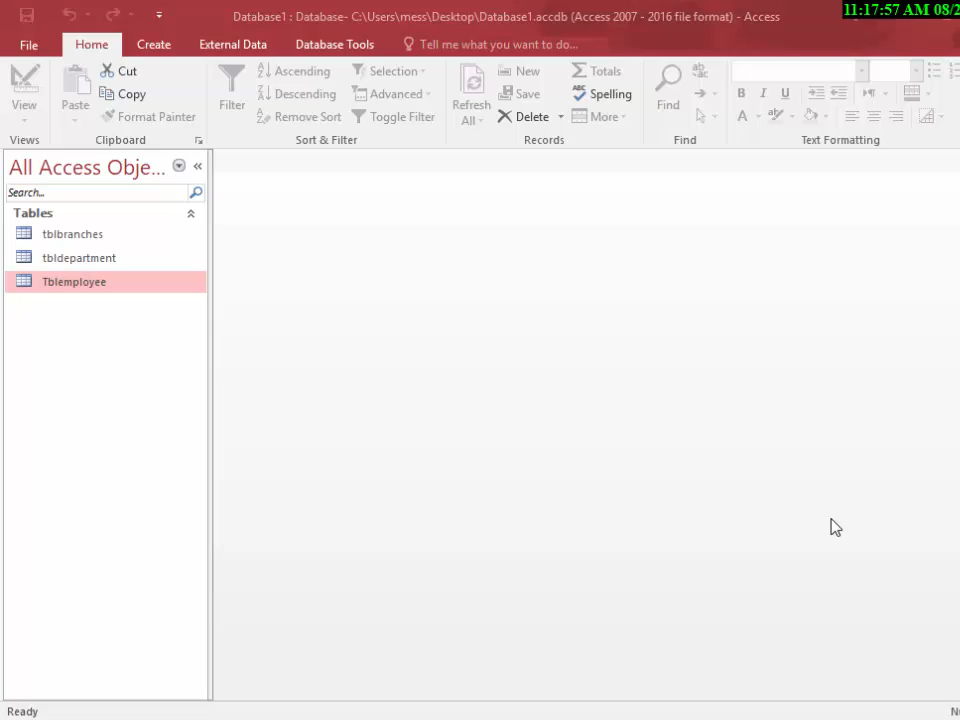 11:17:57 AM 08/2
Database1 : Database- C:\Users\mess\Desktop\Database1.accdb (Access 2007 - 2016 file format) - Access
File Home Create External Data Database Tools Tell me what you want to do...
View
Views
Paste
Cut
Copy
Format Painter
Clipboard
Filter
Ascending
Descending
Remove Sort
Selection
Advanced
Toggle Filter
Sort & Filter
Refresh
All
New
Save
Delete
Totals
Spelling
More
Records
Find
Find
B I U
A
Text Formatting
All Access Obje...
Search...
Tables
tblbranches
tbldepartment
Tblemployee
Ready